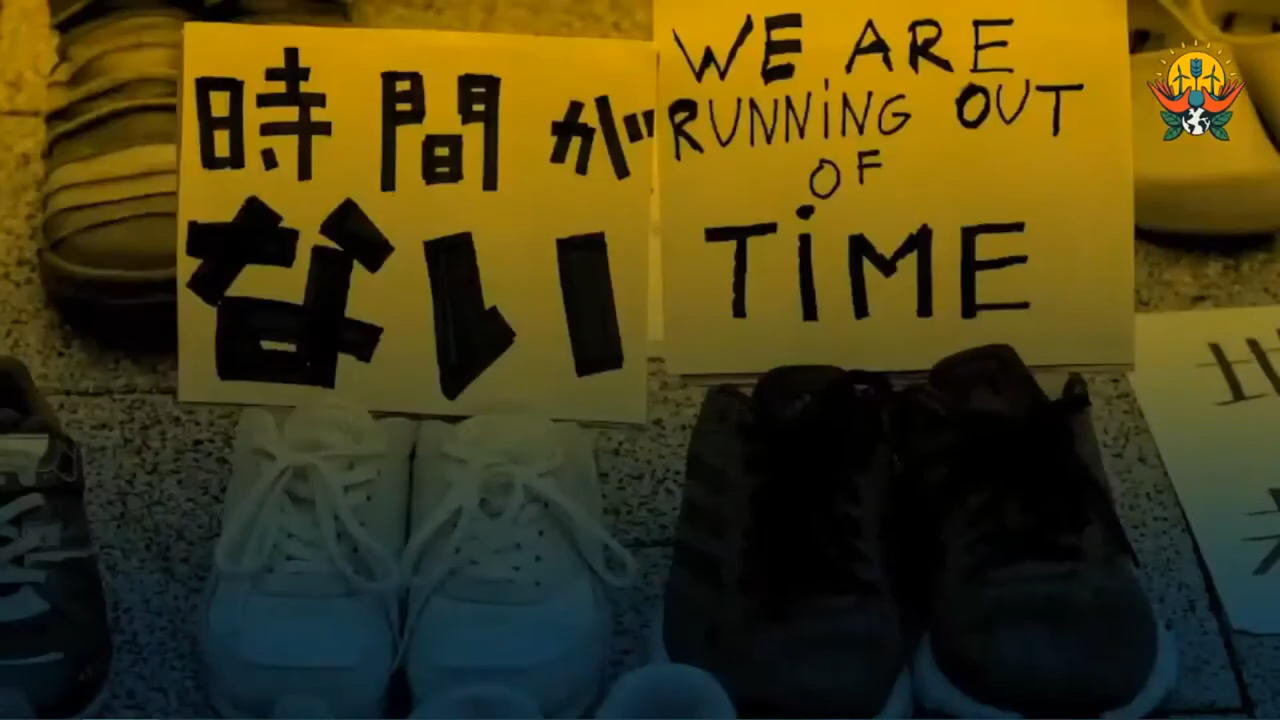 時間が
ない
WE ARE
RUNNING OUT
OF
TIME